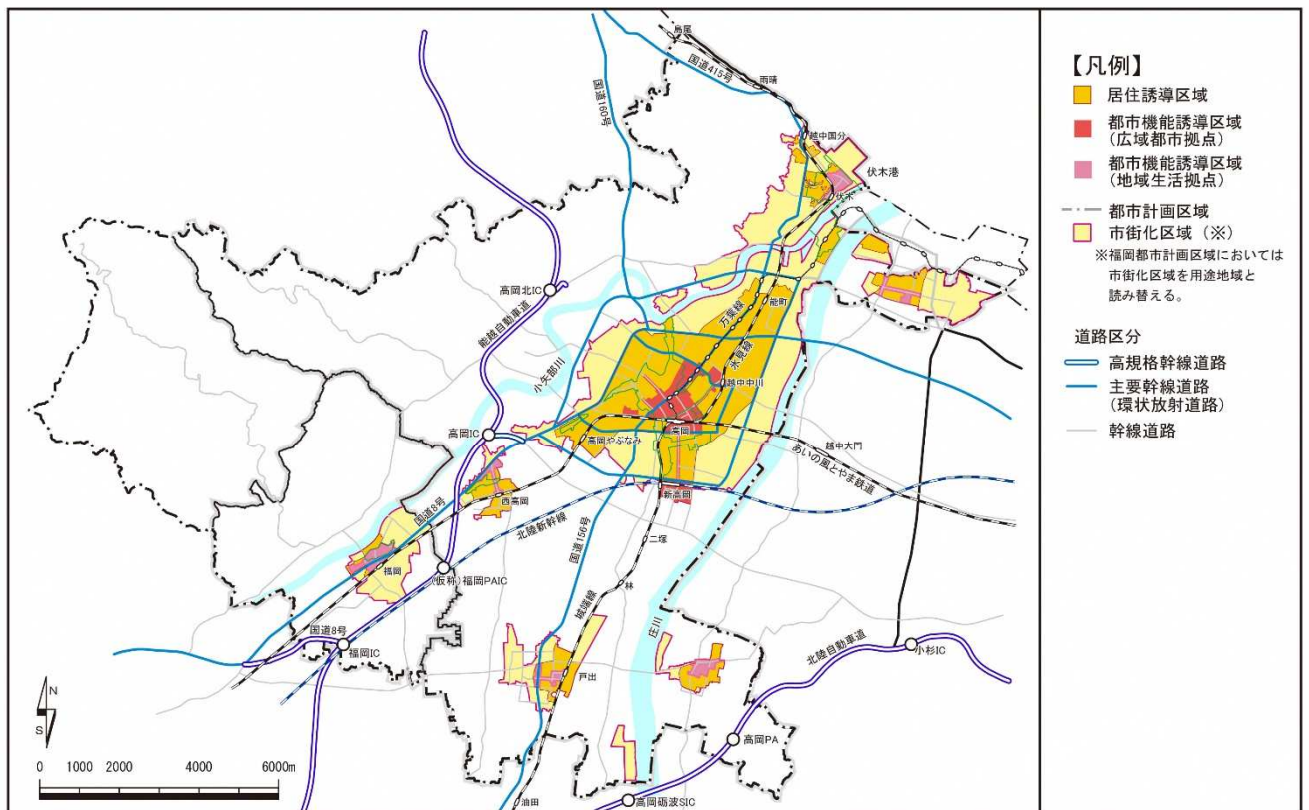 島尾
国道415号
雨晴
国道160号
越中国分
伏木港
伏木
高岡北IC
能越自動車道
万葉線
能町
氷見線
小矢部川
越中中川
高岡IC
高岡やぶなみ
高岡
越中大門
あいの風とやま鉄道
西高岡
新高岡
国道8号
北陸新幹線
国道156号
二塚
福岡
(仮称)福岡PAIC
林
城端線
庄川
国道8号
福岡IC
北陸自動車道
小杉IC
戸出
高岡PA
油田
高岡砺波SIC
N
S
0 1000 2000 4000 6000m
【凡例】
居住誘導区域
都市機能誘導区域
(広域都市拠点)
都市機能誘導区域
(地域生活拠点)
都市計画区域
市街化区域(※)
※福岡都市計画区域においては
市街化区域を用途地域と
読み替える。
道路区分
高規格幹線道路
主要幹線道路
(環状放射道路)
幹線道路